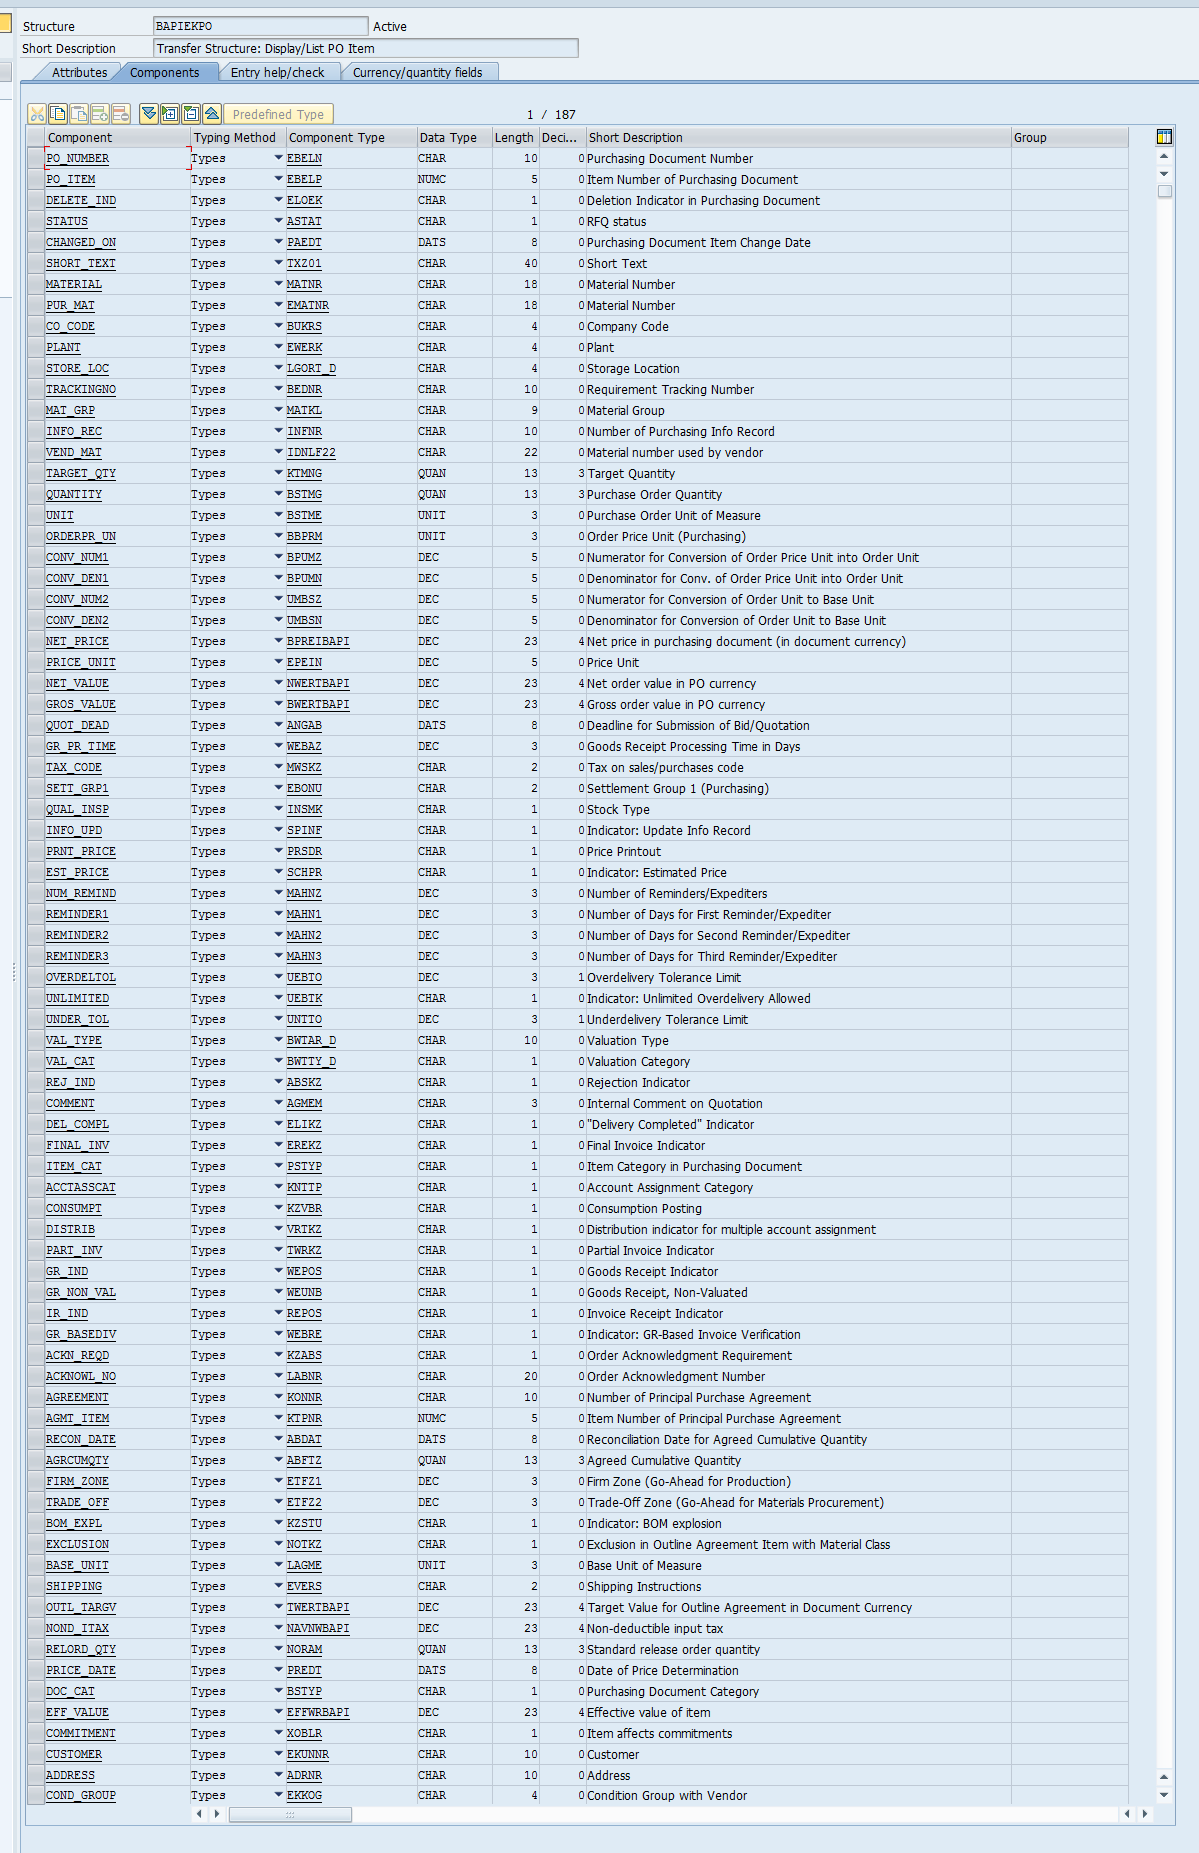 Structure BAPIEKPO Active
Short Description Transfer Structure: Display/List PO Item
Attributes Components Entry help/check Currency/quantity fields
Predefined Type 1 / 187
Component Typing Method Component Type Data Type Length Deci... Short Description Group
PO_NUMBER Types EBELN CHAR 10 0 Purchasing Document Number
PO_ITEM Types EBELP NUMC 5 0 Item Number of Purchasing Document
DELETE_IND Types ELOEK CHAR 1 0 Deletion Indicator in Purchasing Document
STATUS Types ASTAT CHAR 1 0 RFQ status
CHANGED_ON Types PAEDT DATS 8 0 Purchasing Document Item Change Date
SHORT_TEXT Types TXZ01 CHAR 40 0 Short Text
MATERIAL Types MATNR CHAR 18 0 Material Number
PUR_MAT Types EMATNR CHAR 18 0 Material Number
CO_CODE Types BUKRS CHAR 4 0 Company Code
PLANT Types EWERK CHAR 4 0 Plant
STORE_LOC Types LGORT_D CHAR 4 0 Storage Location
TRACKINGNO Types BEDNR CHAR 10 0 Requirement Tracking Number
MAT_GRP Types MATKL CHAR 9 0 Material Group
INFO_REC Types INFNR CHAR 10 0 Number of Purchasing Info Record
VEND_MAT Types IDNLF22 CHAR 22 0 Material number used by vendor
TARGET_QTY Types KTMNG QUAN 13 3 Target Quantity
QUANTITY Types BSTMG QUAN 13 3 Purchase Order Quantity
UNIT Types BSTME UNIT 3 0 Purchase Order Unit of Measure
ORDERPR_UN Types BBPRM UNIT 3 0 Order Price Unit (Purchasing)
CONV_NUM1 Types BPUMZ DEC 5 0 Numerator for Conversion of Order Price Unit into Order Unit
CONV_DEN1 Types BPUMN DEC 5 0 Denominator for Conv. of Order Price Unit into Order Unit
CONV_NUM2 Types UMBSZ DEC 5 0 Numerator for Conversion of Order Unit to Base Unit
CONV_DEN2 Types UMBSN DEC 5 0 Denominator for Conversion of Order Unit to Base Unit
NET_PRICE Types BPREIBAPI DEC 23 4 Net price in purchasing document (in document currency)
PRICE_UNIT Types EPEIN DEC 5 0 Price Unit
NET_VALUE Types NWERTBAPI DEC 23 4 Net order value in PO currency
GROS_VALUE Types BWERTBAPI DEC 23 4 Gross order value in PO currency
QUOT_DEAD Types ANGAB DATS 8 0 Deadline for Submission of Bid/Quotation
GR_PR_TIME Types WEBAZ DEC 3 0 Goods Receipt Processing Time in Days
TAX_CODE Types MWSKZ CHAR 2 0 Tax on sales/purchases code
SETT_GRP1 Types EBONU CHAR 2 0 Settlement Group 1 (Purchasing)
QUAL_INSP Types INSMK CHAR 1 0 Stock Type
INFO_UPD Types SPINF CHAR 1 0 Indicator: Update Info Record
PRNT_PRICE Types PRSDR CHAR 1 0 Price Printout
EST_PRICE Types SCHPR CHAR 1 0 Indicator: Estimated Price
NUM_REMIND Types MAHNZ DEC 3 0 Number of Reminders/Expediters
REMINDER1 Types MAHN1 DEC 3 0 Number of Days for First Reminder/Expediter
REMINDER2 Types MAHN2 DEC 3 0 Number of Days for Second Reminder/Expediter
REMINDER3 Types MAHN3 DEC 3 0 Number of Days for Third Reminder/Expediter
OVERDELTOL Types UEBTO DEC 3 1 Overdelivery Tolerance Limit
UNLIMITED Types UEBTK CHAR 1 0 Indicator: Unlimited Overdelivery Allowed
UNDER_TOL Types UNTTO DEC 3 1 Underdelivery Tolerance Limit
VAL_TYPE Types BWTAR_D CHAR 10 0 Valuation Type
VAL_CAT Types BWTTY_D CHAR 1 0 Valuation Category
REJ_IND Types ABSKZ CHAR 1 0 Rejection Indicator
COMMENT Types AGMEM CHAR 3 0 Internal Comment on Quotation
DEL_COMPL Types ELIKZ CHAR 1 0 "Delivery Completed" Indicator
FINAL_INV Types EREKZ CHAR 1 0 Final Invoice Indicator
ITEM_CAT Types PSTYP CHAR 1 0 Item Category in Purchasing Document
ACCTASSCAT Types KNTTP CHAR 1 0 Account Assignment Category
CONSUMPT Types KZVBR CHAR 1 0 Consumption Posting
DISTRIB Types VRTKZ CHAR 1 0 Distribution indicator for multiple account assignment
PART_INV Types TWRKZ CHAR 1 0 Partial Invoice Indicator
GR_IND Types WEPOS CHAR 1 0 Goods Receipt Indicator
GR_NON_VAL Types WEUNB CHAR 1 0 Goods Receipt, Non-Valuated
IR_IND Types REPOS CHAR 1 0 Invoice Receipt Indicator
GR_BASEDIV Types WEBRE CHAR 1 0 Indicator: GR-Based Invoice Verification
ACKN_REQD Types KZABS CHAR 1 0 Order Acknowledgment Requirement
ACKNOWL_NO Types LABNR CHAR 20 0 Order Acknowledgment Number
AGREEMENT Types KONNR CHAR 10 0 Number of Principal Purchase Agreement
AGMT_ITEM Types KTPNR NUMC 5 0 Item Number of Principal Purchase Agreement
RECON_DATE Types ABDAT DATS 8 0 Reconciliation Date for Agreed Cumulative Quantity
AGRCUMQTY Types ABFTZ QUAN 13 3 Agreed Cumulative Quantity
FIRM_ZONE Types ETFZ1 DEC 3 0 Firm Zone (Go-Ahead for Production)
TRADE_OFF Types ETFZ2 DEC 3 0 Trade-Off Zone (Go-Ahead for Materials Procurement)
BOM_EXPL Types KZSTU CHAR 1 0 Indicator: BOM explosion
EXCLUSION Types NOTKZ CHAR 1 0 Exclusion in Outline Agreement Item with Material Class
BASE_UNIT Types LAGME UNIT 3 0 Base Unit of Measure
SHIPPING Types EVERS CHAR 2 0 Shipping Instructions
OUTL_TARGV Types TWERTBAPI DEC 23 4 Target Value for Outline Agreement in Document Currency
NOND_ITAX Types NAVNWBAPI DEC 23 4 Non-deductible input tax
RELORD_QTY Types NORAM QUAN 13 3 Standard release order quantity
PRICE_DATE Types PREDT DATS 8 0 Date of Price Determination
DOC_CAT Types BSTYP CHAR 1 0 Purchasing Document Category
EFF_VALUE Types EFFWRBAPI DEC 23 4 Effective value of item
COMMITMENT Types XOBLR CHAR 1 0 Item affects commitments
CUSTOMER Types EKUNNR CHAR 10 0 Customer
ADDRESS Types ADRNR CHAR 10 0 Address
COND_GROUP Types EKKOG CHAR 4 0 Condition Group with Vendor